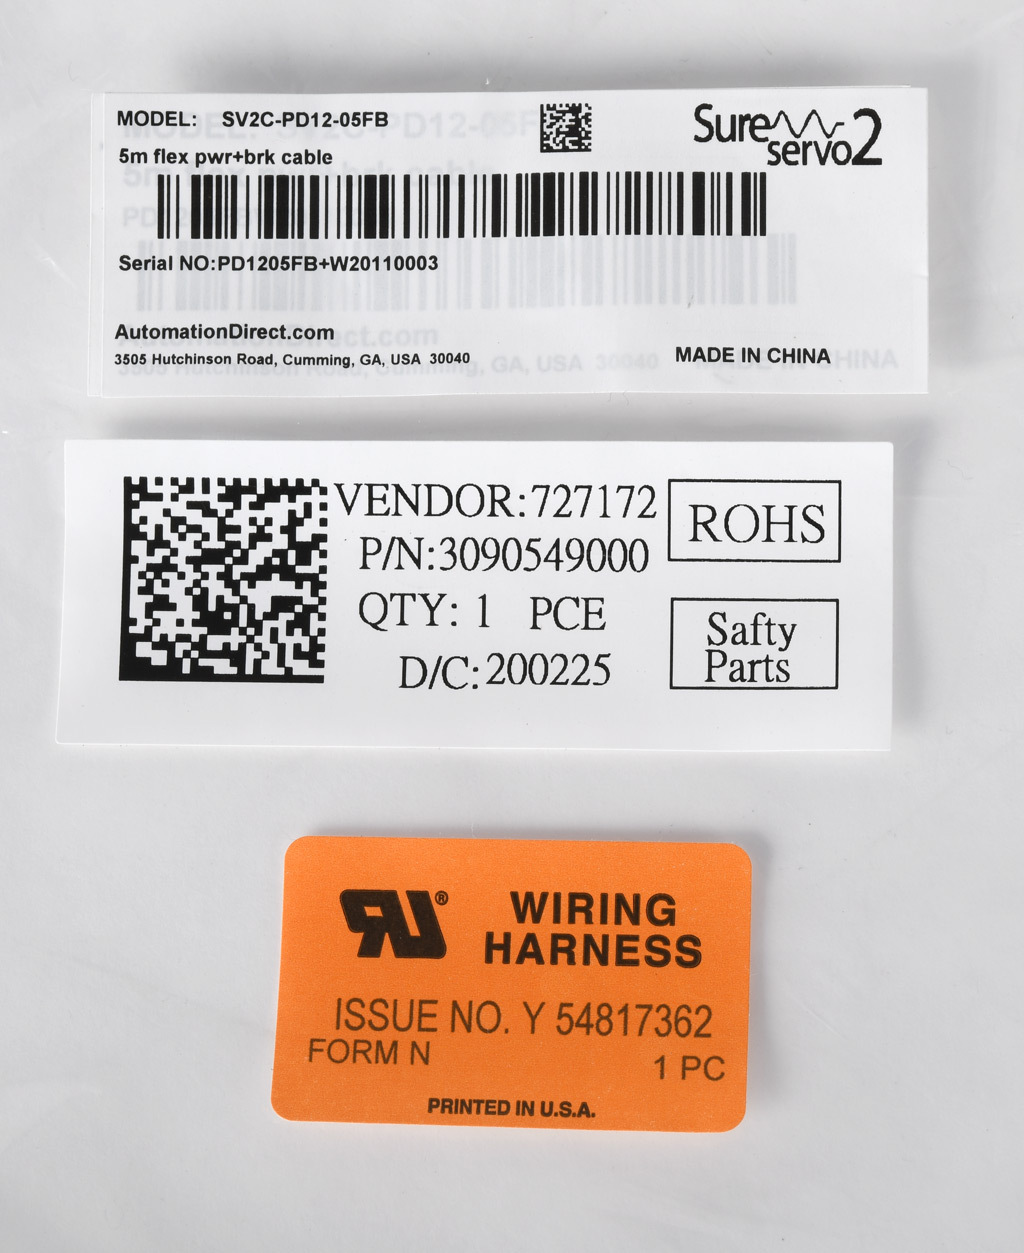 MODEL: SV2C-PD12-05FB
5m flex pwr+brk cable
Sure servo2
Serial NO:PD1205FB+W20110003
AutomationDirect.com
3505 Hutchinson Road, Cumming, GA, USA 30040
MADE IN CHINA
VENDOR:727172
P/N:3090549000
QTY: 1 PCE
D/C:200225
ROHS
Safty
Parts
RU®
WIRING
HARNESS
ISSUE NO. Y 54817362
FORM N
1 PC
PRINTED IN U.S.A.